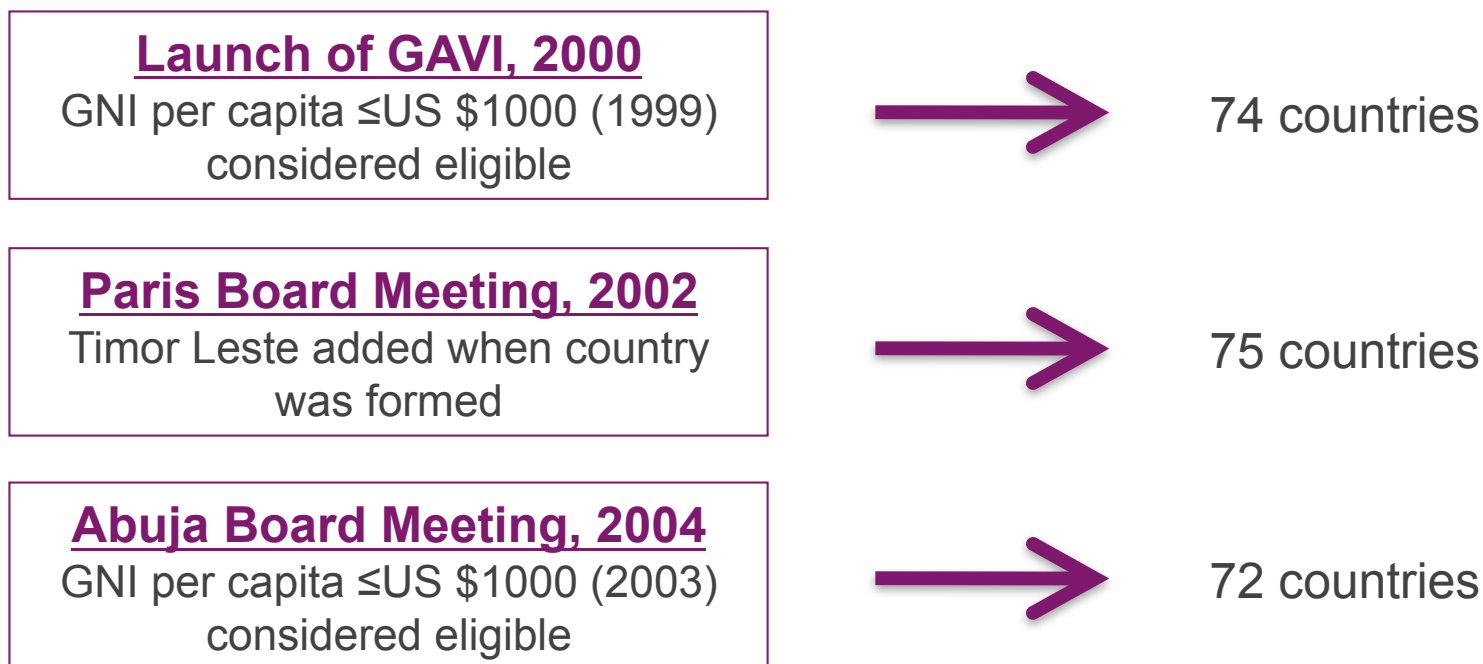 Launch of GAVI, 2000
GNI per capita ≤US $1000 (1999)
considered eligible
74 countries
Paris Board Meeting, 2002
Timor Leste added when country
was formed
75 countries
Abuja Board Meeting, 2004
GNI per capita ≤US $1000 (2003)
considered eligible
72 countries